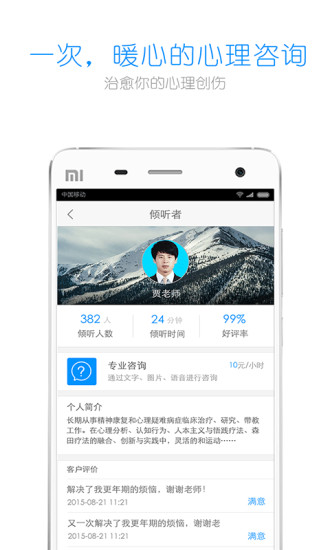 一次，暖心的心理咨询
治愈你的心理创伤
mi
中国移动
倾听者
贾老师
382 人 24 分钟 99%
倾听人数 倾听时间 好评率
专业咨询 10元/小时
通过文字、图片、语音进行咨询
个人简介
长期从事精神康复和心理疑难病症临床治疗、研究、带教
工作。在心理分析、认知行为、人本主义与悟践疗法、森
田疗法的融合、创新与实践中，灵活的和运动……
客户评价
解决了我更年期的烦恼，谢谢老师！
2015-08-21 11:21 满意
又一次解决了我更年期的烦恼，谢谢老
2015-08-21 11:21 满意